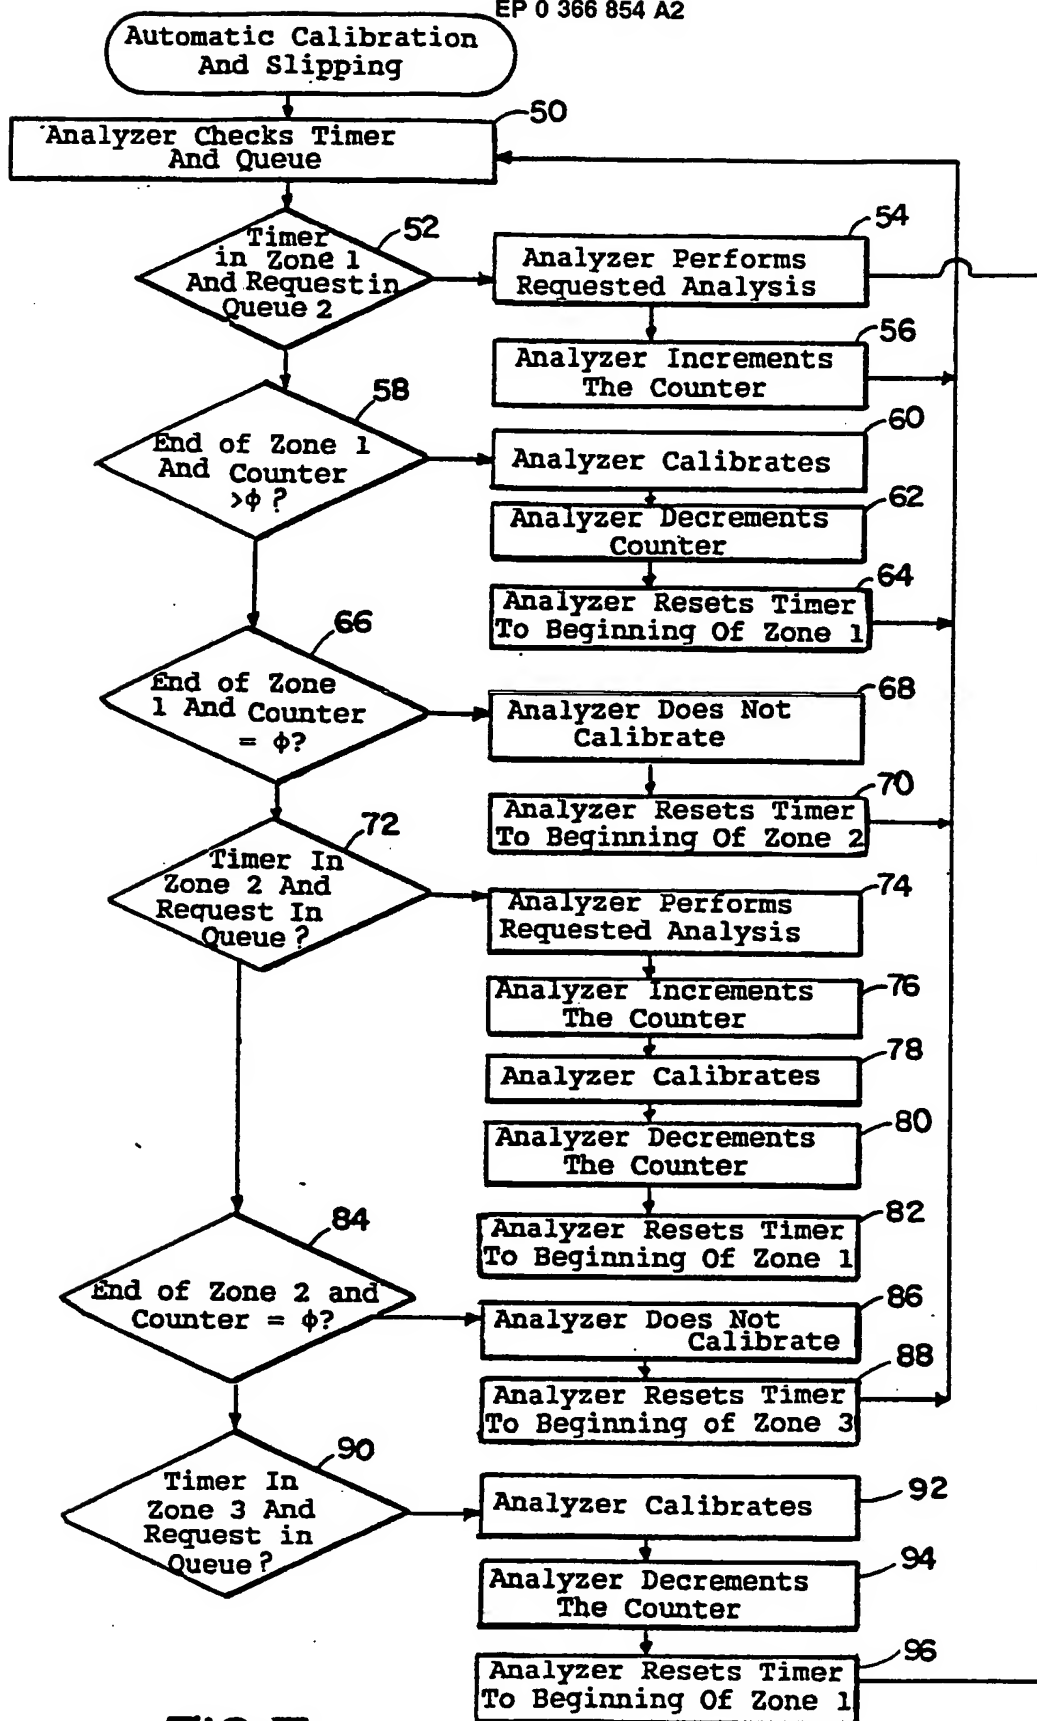 EP 0 366 854 A2
Automatic Calibration
And Slipping
50
Analyzer Checks Timer
And Queue
52
Timer
in Zone 1
And Request in
Queue ?
54
Analyzer Performs
Requested Analysis
56
Analyzer Increments
The Counter
58
End of Zone 1
And Counter
>ϕ ?
60
Analyzer Calibrates
62
Analyzer Decrements
Counter
64
Analyzer Resets Timer
To Beginning Of Zone 1
66
End of Zone
1 And Counter
= ϕ?
68
Analyzer Does Not
Calibrate
70
Analyzer Resets Timer
To Beginning Of Zone 2
72
Timer In
Zone 2 And
Request In
Queue ?
74
Analyzer Performs
Requested Analysis
76
Analyzer Increments
The Counter
78
Analyzer Calibrates
80
Analyzer Decrements
The Counter
82
Analyzer Resets Timer
To Beginning Of Zone 1
84
End of Zone 2 and
Counter = ϕ?
86
Analyzer Does Not
Calibrate
88
Analyzer Resets Timer
To Beginning of Zone 3
90
Timer In
Zone 3 And
Request in
Queue ?
92
Analyzer Calibrates
94
Analyzer Decrements
The Counter
96
Analyzer Resets Timer
To Beginning Of Zone 1